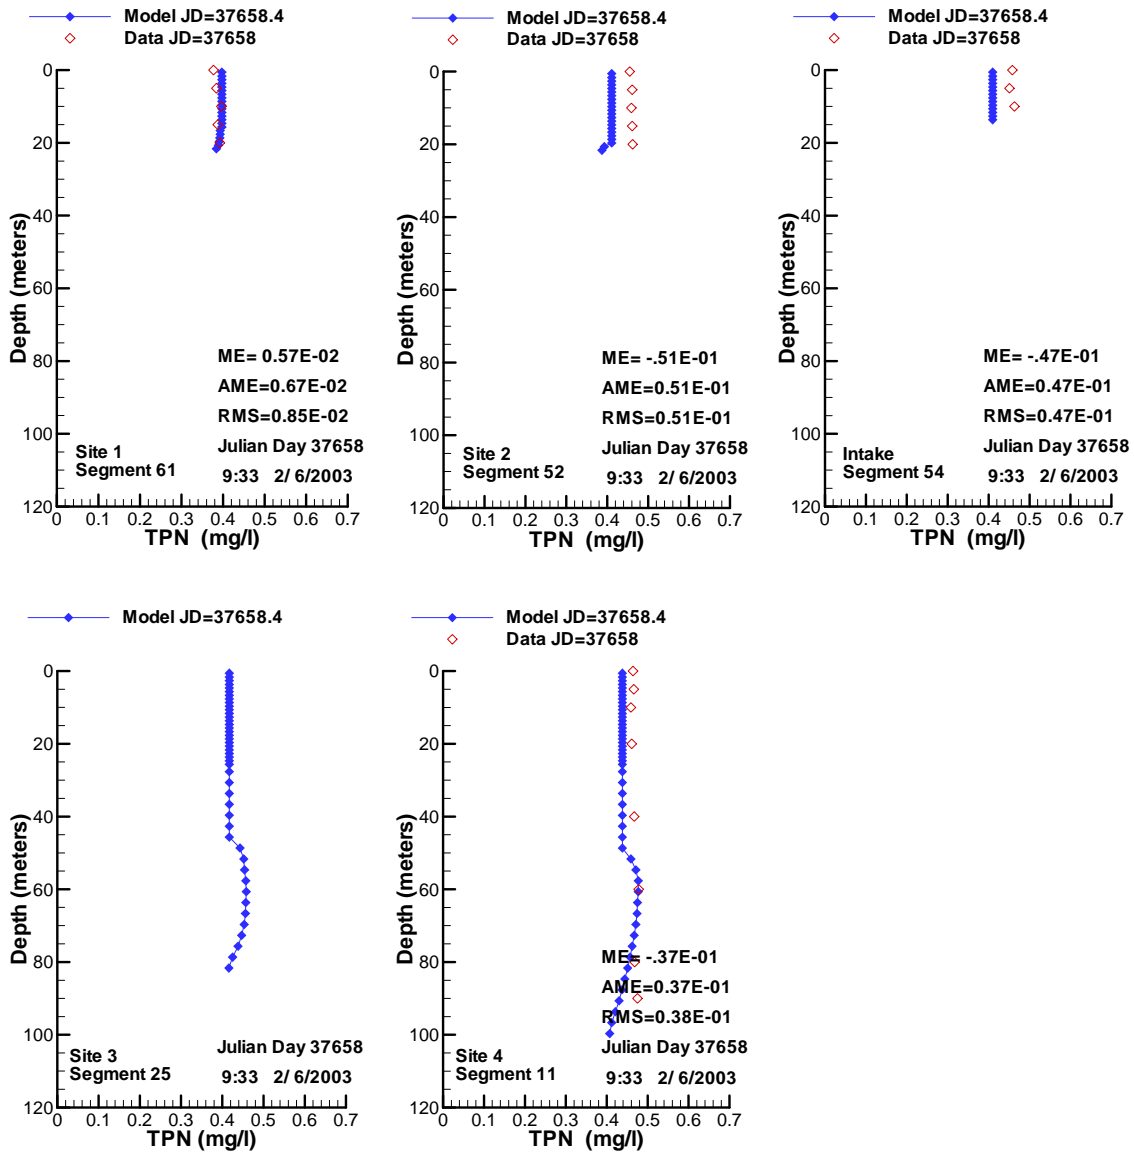 Model JD=37658.4
Data JD=37658
0
20
40
60
80
100
120
Depth (meters)
ME= 0.57E-02
AME=0.67E-02
RMS=0.85E-02
Julian Day 37658
9:33 2/ 6/2003
Site 1
Segment 61
0 0.1 0.2 0.3 0.4 0.5 0.6 0.7
TPN (mg/l)
Model JD=37658.4
Data JD=37658
0
20
40
60
80
100
120
Depth (meters)
ME= -.51E-01
AME=0.51E-01
RMS=0.51E-01
Julian Day 37658
9:33 2/ 6/2003
Site 2
Segment 52
0 0.1 0.2 0.3 0.4 0.5 0.6 0.7
TPN (mg/l)
Model JD=37658.4
Data JD=37658
0
20
40
60
80
100
120
Depth (meters)
ME= -.47E-01
AME=0.47E-01
RMS=0.47E-01
Julian Day 37658
9:33 2/ 6/2003
Intake
Segment 54
0 0.1 0.2 0.3 0.4 0.5 0.6 0.7
TPN (mg/l)
Model JD=37658.4
0
20
40
60
80
100
120
Depth (meters)
Julian Day 37658
9:33 2/ 6/2003
Site 3
Segment 25
0 0.1 0.2 0.3 0.4 0.5 0.6 0.7
TPN (mg/l)
Model JD=37658.4
Data JD=37658
0
20
40
60
80
100
120
Depth (meters)
ME= -.37E-01
AME=0.37E-01
RMS=0.38E-01
Julian Day 37658
9:33 2/ 6/2003
Site 4
Segment 11
0 0.1 0.2 0.3 0.4 0.5 0.6 0.7
TPN (mg/l)